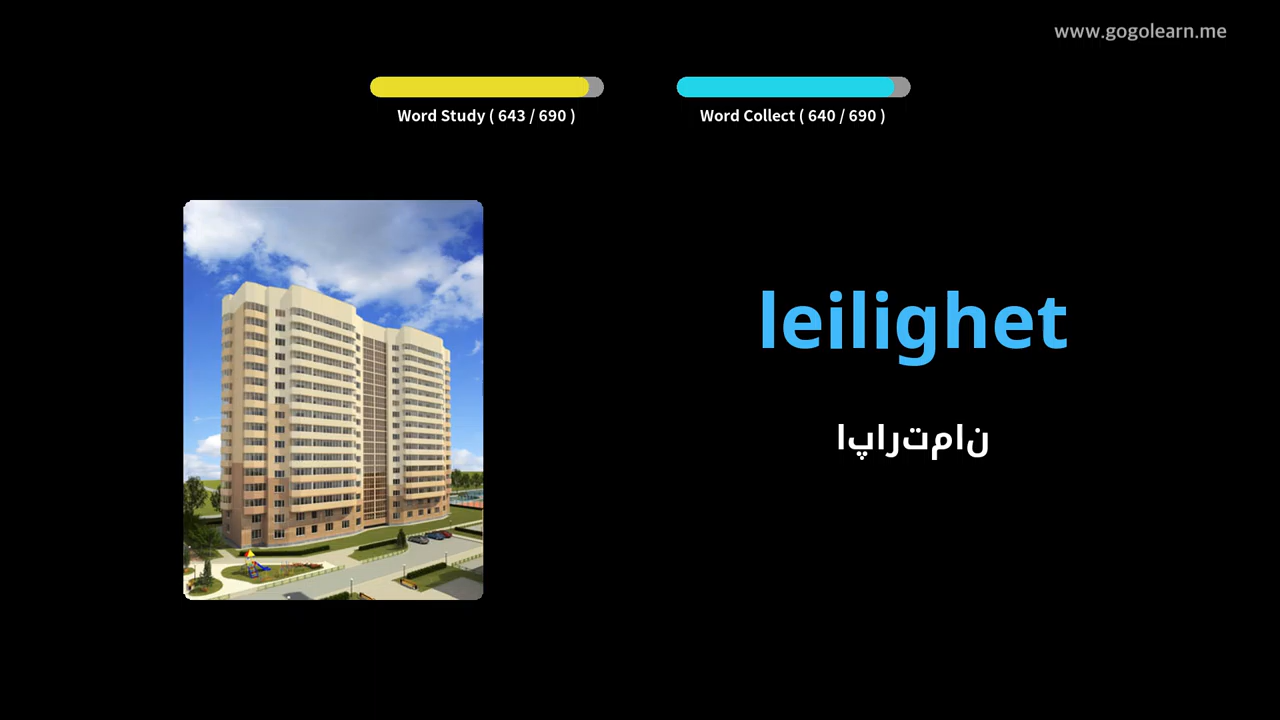 www.gogolearn.me
Word Study ( 643 / 690 )
Word Collect ( 640 / 690 )
leilighet
نامتراپا